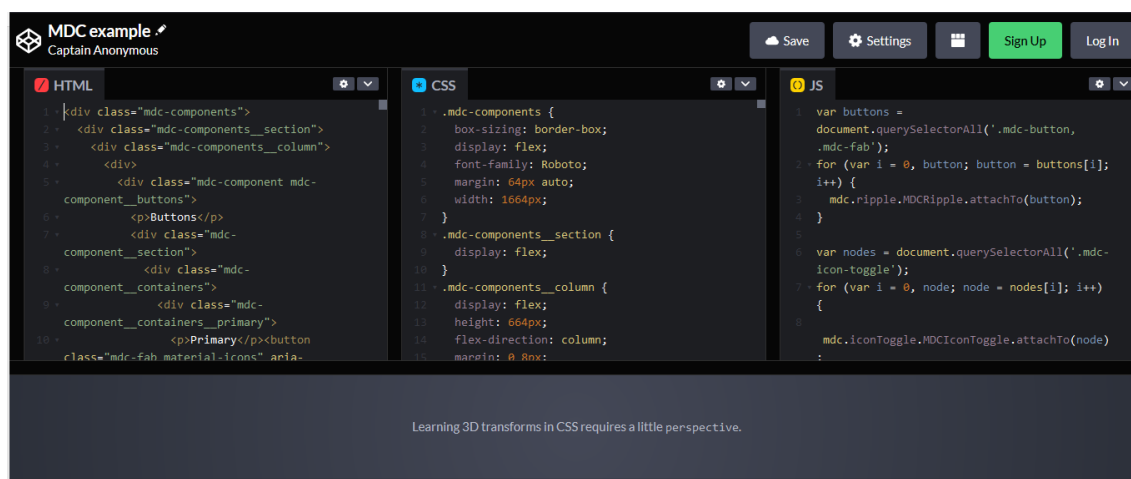 MDC example
Captain Anonymous
Save
Settings
Sign Up
Log In
HTML
1 <div class="mdc-components">
2 <div class="mdc-components__section">
3 <div class="mdc-components__column">
4 <div>
5 <div class="mdc-component mdc-
component__buttons">
6 <p>Buttons</p>
7 <div class="mdc-
component__section">
8 <div class="mdc-
component__containers">
9 <div class="mdc-
component__containers__primary">
10 <p>Primary</p><button
class="mdc-fab material-icons" aria-
CSS
1 .mdc-components {
2 box-sizing: border-box;
3 display: flex;
4 font-family: Roboto;
5 margin: 64px auto;
6 width: 1664px;
7 }
8 .mdc-components__section {
9 display: flex;
10 }
11 .mdc-components__column {
12 display: flex;
13 height: 664px;
14 flex-direction: column;
15 margin: 0 8px;
JS
1 var buttons =
document.querySelectorAll('.mdc-button,
.mdc-fab');
2 for (var i = 0, button; button = buttons[i];
i++) {
3 mdc.ripple.MDCRipple.attachTo(button);
4 }
5
6 var nodes = document.querySelectorAll('.mdc-
icon-toggle');
7 for (var i = 0, node; node = nodes[i]; i++)
{
8
mdc.iconToggle.MDCIconToggle.attachTo(node)
;
Learning 3D transforms in CSS requires a little perspective.